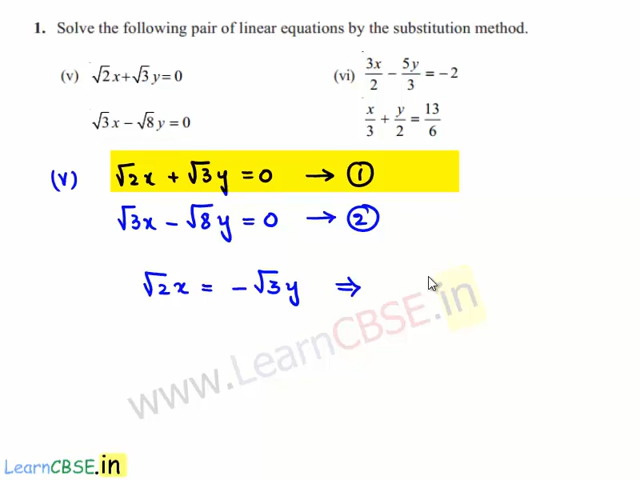 1. Solve the following pair of linear equations by the substitution method.
(v) √2x+√3y=0 (vi) 3x/2 − 5y/3 = −2
√3x − √8y = 0 x/3 + y/2 = 13/6
(V) √2x + √3y = 0 → ①
√3x − √8y = 0 → ②
√2x = −√3y ⇒
www.LearnCBSE.in
LearnCBSE.in